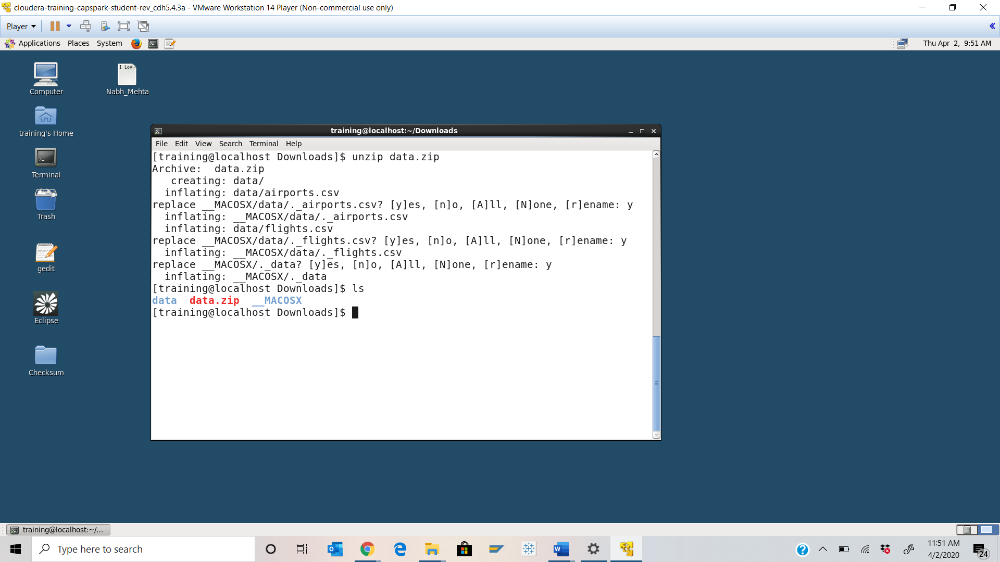 cloudera-training-capspark-student-rev_cdh5.4.3a - VMware Workstation 14 Player (Non-commercial use only)
Player
Applications Places System
Thu Apr 2, 9:51 AM
Computer
I Lov
Nabh_Mehta
training's Home
Terminal
Trash
gedit
Eclipse
Checksum
training@localhost:~/Downloads
File Edit View Search Terminal Help
[training@localhost Downloads]$ unzip data.zip
Archive:  data.zip
   creating: data/
  inflating: data/airports.csv
replace __MACOSX/data/._airports.csv? [y]es, [n]o, [A]ll, [N]one, [r]ename: y
  inflating: __MACOSX/data/._airports.csv
  inflating: data/flights.csv
replace __MACOSX/data/._flights.csv? [y]es, [n]o, [A]ll, [N]one, [r]ename: y
  inflating: __MACOSX/data/._flights.csv
replace __MACOSX/._data? [y]es, [n]o, [A]ll, [N]one, [r]ename: y
  inflating: __MACOSX/._data
[training@localhost Downloads]$ ls
data  data.zip  __MACOSX
[training@localhost Downloads]$
training@localhost:~/...
Type here to search
11:51 AM
4/2/2020
24